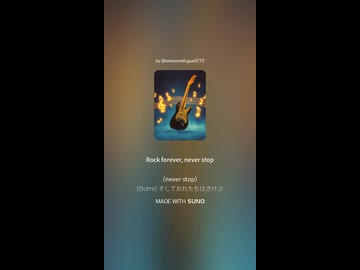 by @awesomefugue0773
Rock forever, never stop
(never stop)
[Outro] そしておれたちはさけぶ
MADE WITH SUNO